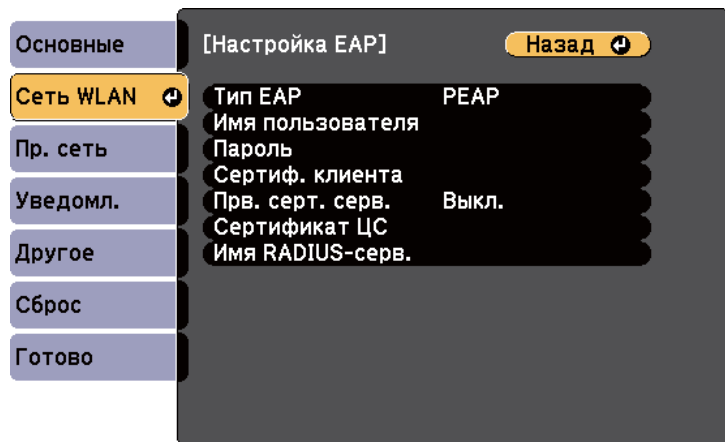 Основные
Сеть WLAN
Пр. сеть
Уведомл.
Другое
Сброс
Готово
[Настройка EAP]
Назад
Тип EAP PEAP
Имя пользователя
Пароль
Сертиф. клиента
Прв. серт. серв. Выкл.
Сертификат ЦС
Имя RADIUS-серв.